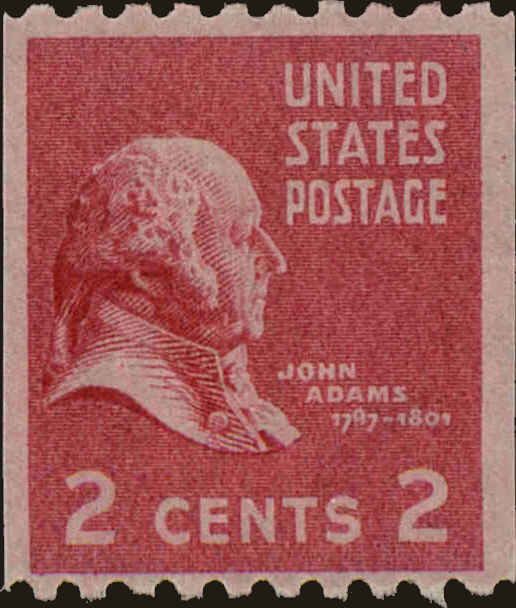 UNITED
STATES
POSTAGE
JOHN
ADAMS
1797-1801
2 CENTS 2